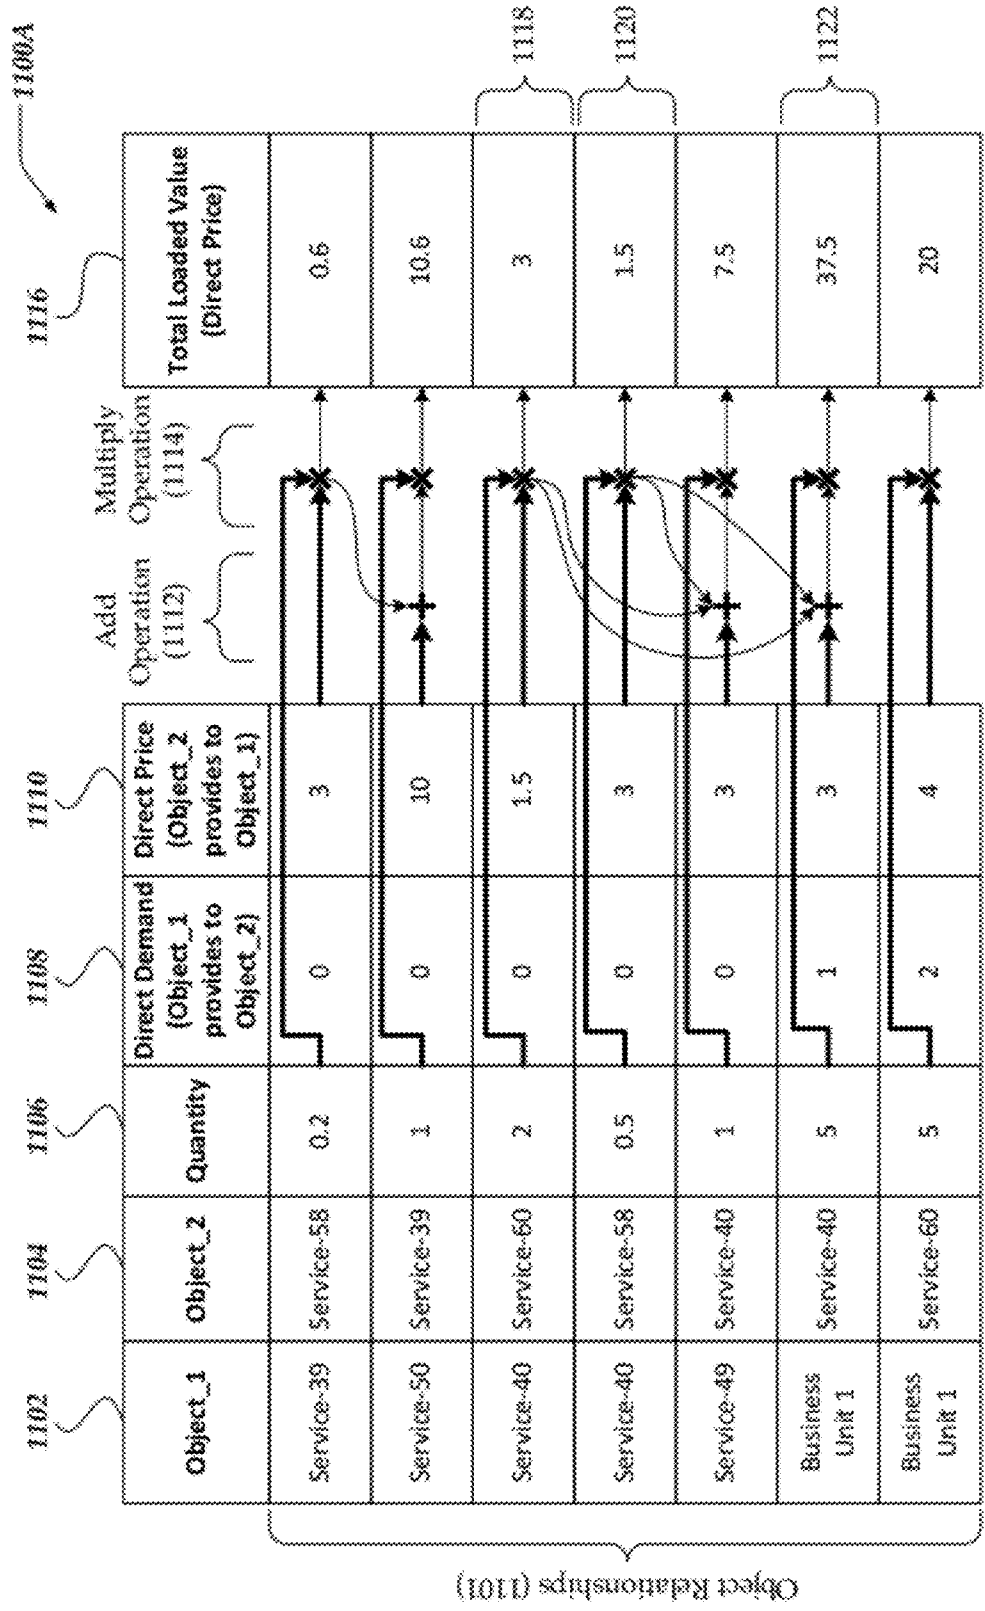 1100A
1102
1104
1106
1108
1110
1116
Object_1
Object_2
Quantity
Direct Demand
(Object_1
provides to
Object_2)
Direct Price
(Object_2
provides to
Object_1)
Add
Operation
(1112)
Multiply
Operation
(1114)
Total Loaded Value
(Direct Price)
Service-39 Service-58 0.2 0 3 0.6
Service-50 Service-39 1 0 10 10.6
Service-40 Service-60 2 0 1.5 3
1118
Service-40 Service-58 0.5 0 3 1.5
1120
Service-49 Service-40 1 0 3 7.5
Business
Unit 1
Service-40 5 1 3 37.5
1122
Business
Unit 1
Service-60 5 2 4 20
Object Relationships (1101)